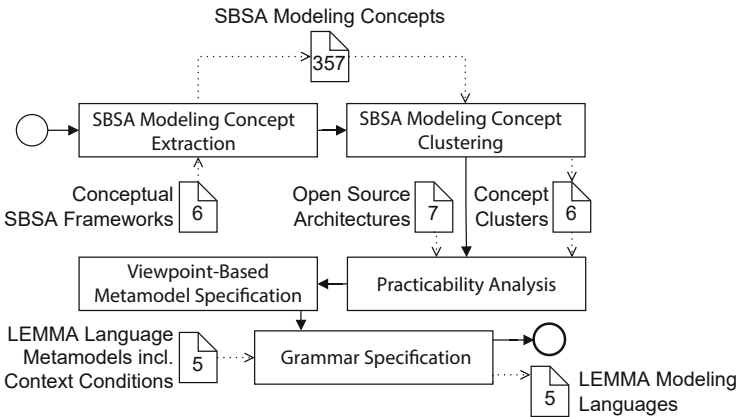 SBSA Modeling Concepts
357
SBSA Modeling Concept
Extraction
SBSA Modeling Concept
Clustering
Conceptual
SBSA Frameworks
6
Open Source
Architectures
7
Concept
Clusters
6
Viewpoint-Based
Metamodel Specification
Practicability Analysis
LEMMA Language
Metamodels incl.
Context Conditions
5
Grammar Specification
5
LEMMA Modeling
Languages